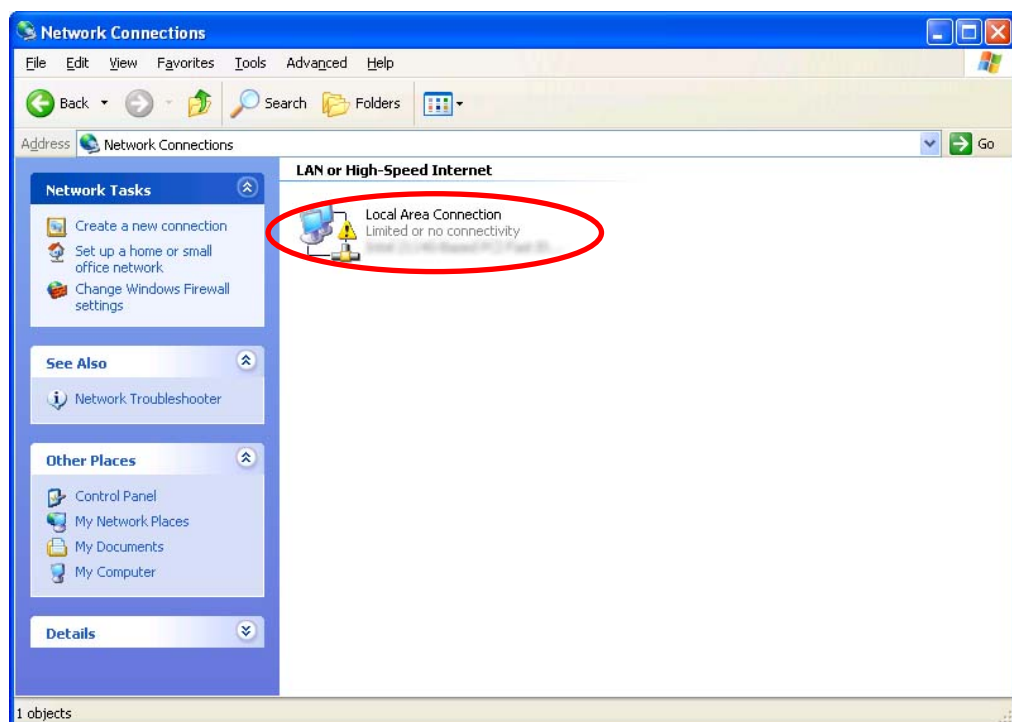 Network Connections
File Edit View Favorites Tools Advanced Help
Back Search Folders
Address Network Connections Go
Network Tasks
Create a new connection
Set up a home or small
office network
Change Windows Firewall
settings
See Also
Network Troubleshooter
Other Places
Control Panel
My Network Places
My Documents
My Computer
Details
LAN or High-Speed Internet
Local Area Connection
Limited or no connectivity
1 objects